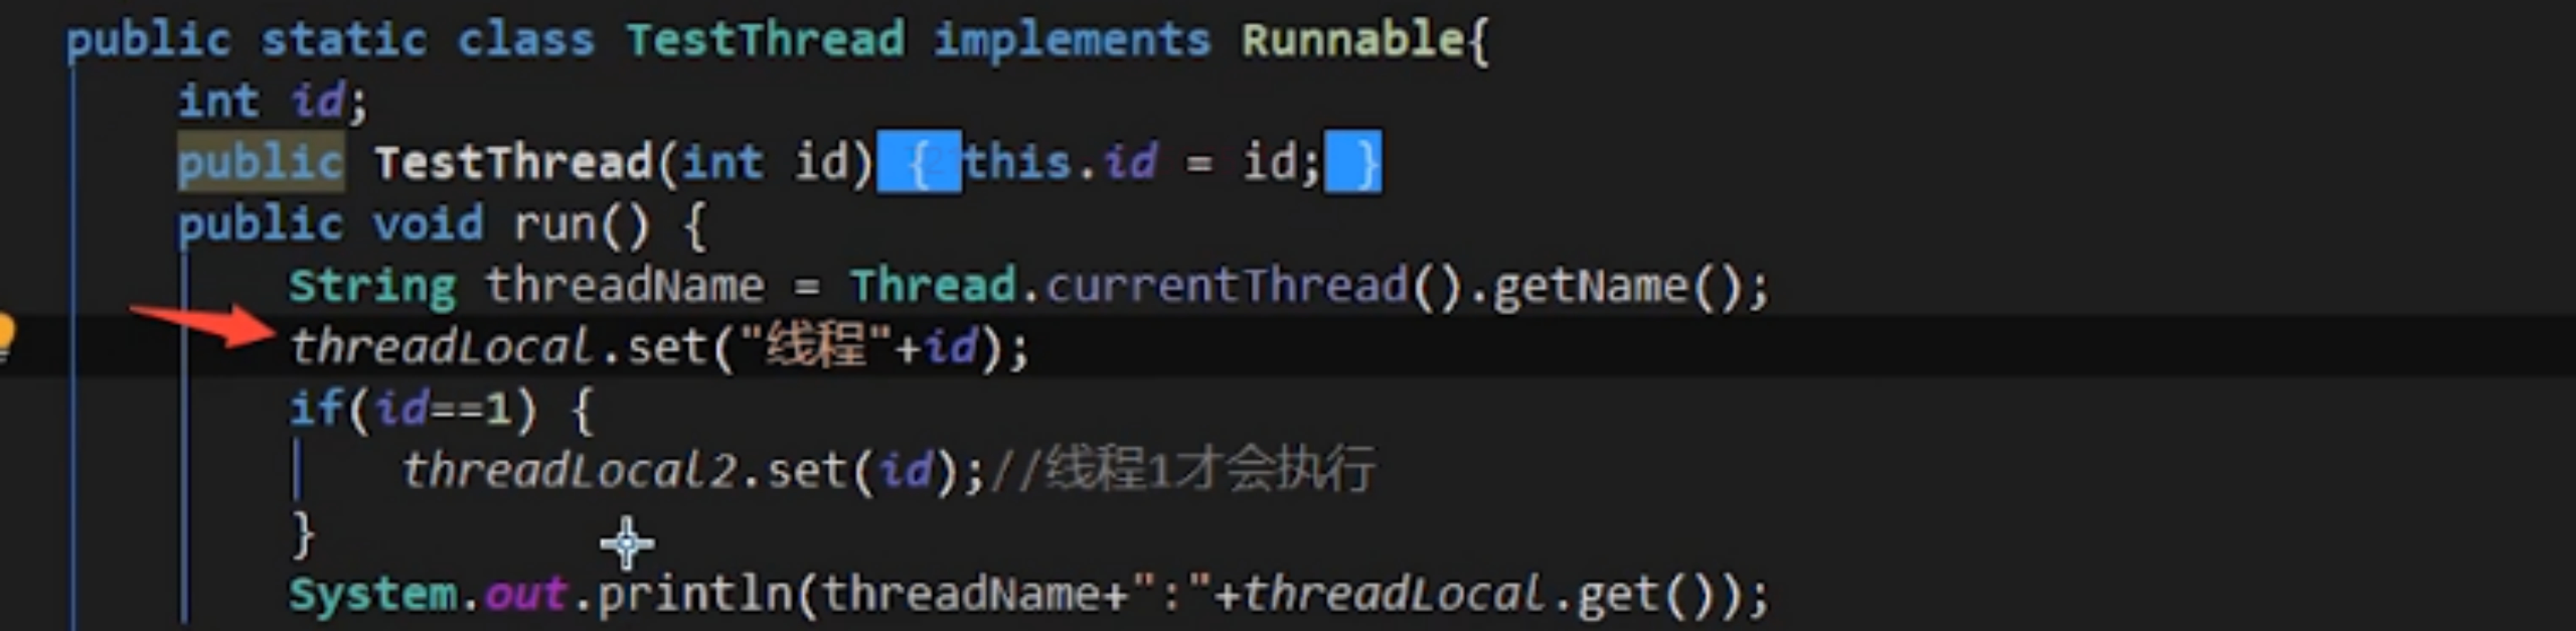 public static class TestThread implements Runnable{
int id;
public TestThread(int id) { this.id = id; }
public void run() {
String threadName = Thread.currentThread().getName();
threadLocal.set("线程"+id);
if(id==1) {
threadLocal2.set(id);//线程1才会执行
}
System.out.println(threadName+":"+threadLocal.get());